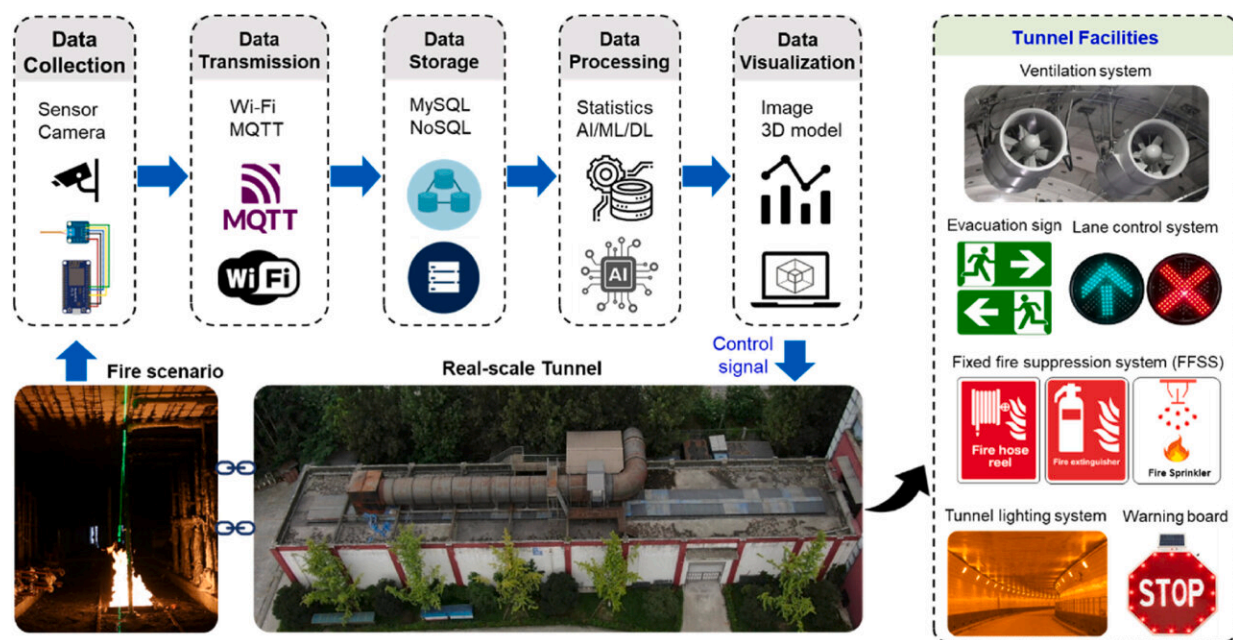 Data
Collection
Sensor
Camera
Data
Transmission
Wi-Fi
MQTT
MQTT
WiFi
Data
Storage
MySQL
NoSQL
Data
Processing
Statistics
AI/ML/DL
AI
Data
Visualization
Image
3D model
Control
signal
Fire scenario
Real-scale Tunnel
Tunnel Facilities
Ventilation system
Evacuation sign
Lane control system
Fixed fire suppression system (FFSS)
Fire hose
reel
Fire extinguisher
Fire Sprinkler
Tunnel lighting system
Warning board
STOP